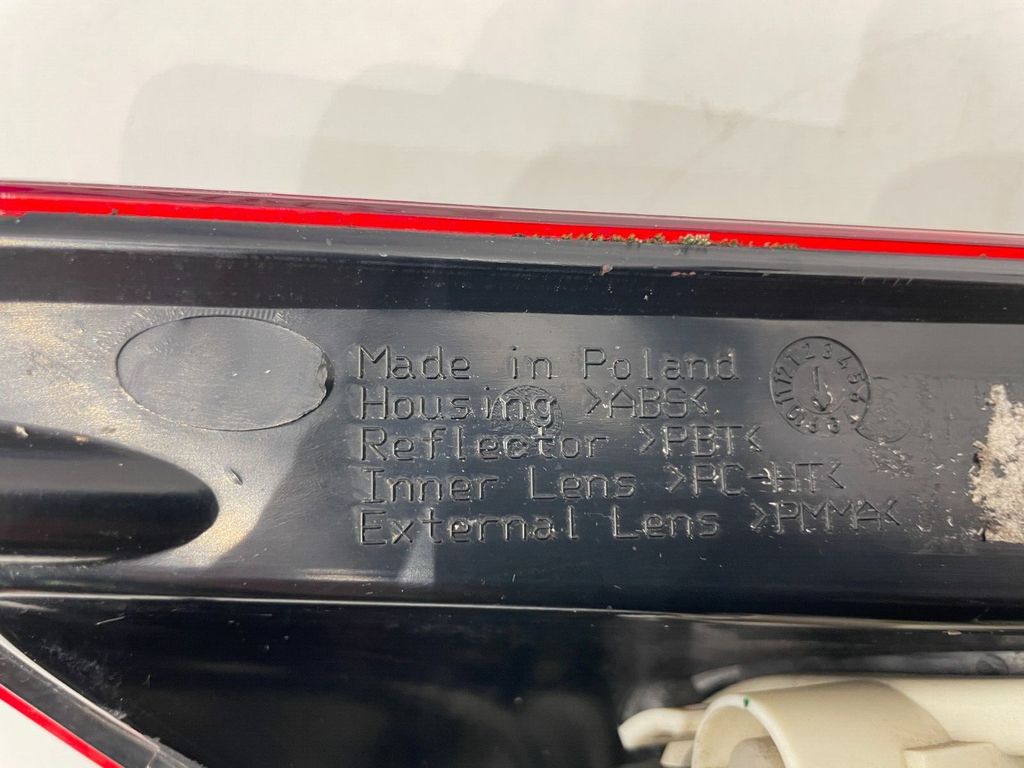 Made in Poland
Housing >ABS<
Reflector >PBT<
Inner Lens >PC-HT<
External Lens >PMMA<